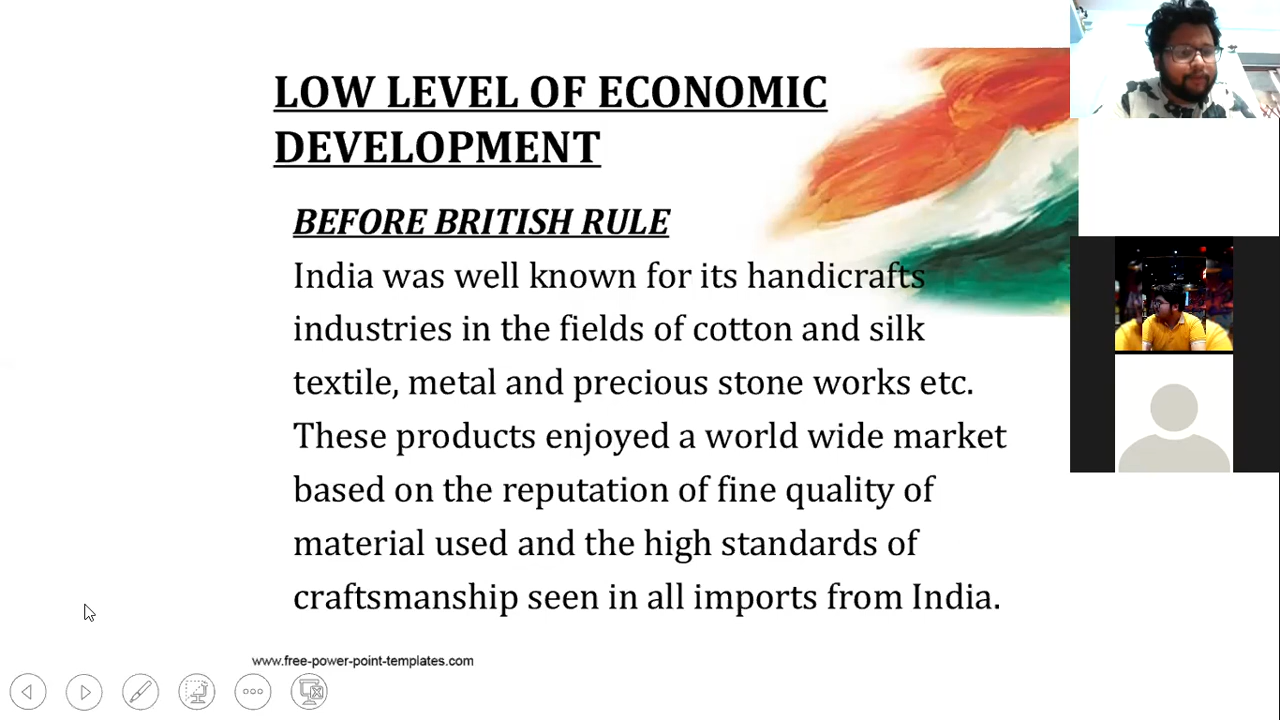 LOW LEVEL OF ECONOMIC
DEVELOPMENT
BEFORE BRITISH RULE
India was well known for its handicrafts
industries in the fields of cotton and silk
textile, metal and precious stone works etc.
These products enjoyed a world wide market
based on the reputation of fine quality of
material used and the high standards of
craftsmanship seen in all imports from India.
www.free-power-point-templates.com